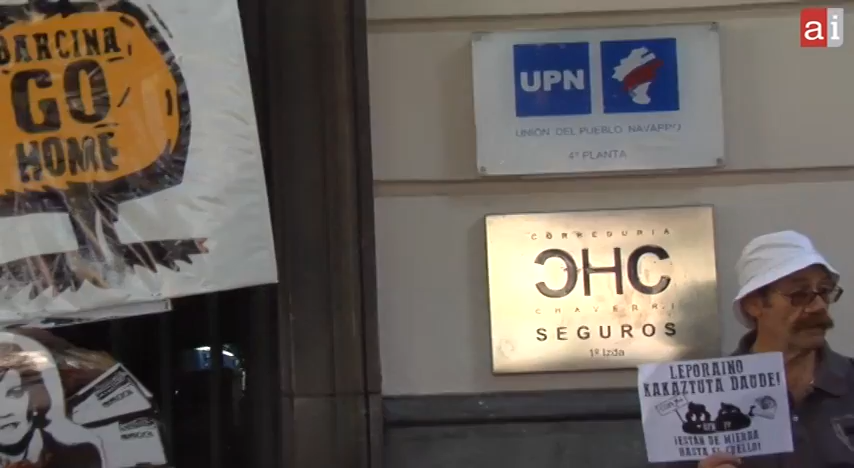 BARCINA
GO
HOME
ai
UPN
UNIÓN DEL PUEBLO NAVARRO
4ª PLANTA
CORREDURIA
CHC
CHAVERRI
SEGUROS
1º Izda
LEPORAINO
KAKAZTUTA DAUDE!
¡ESTÁN DE MIERDA
HASTA EL CUELLO!